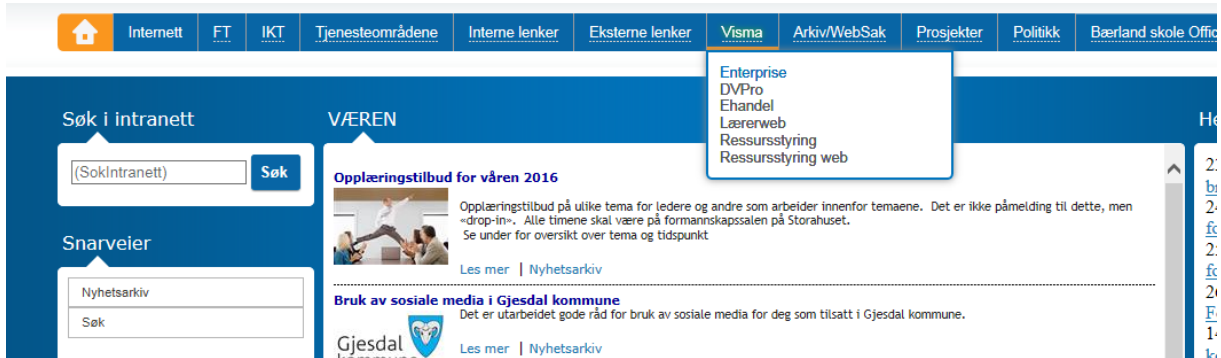 Internett FT IKT Tjenesteområdene Interne lenker Eksterne lenker Visma Arkiv/WebSak Prosjekter Politikk Bærland skole Offic
Enterprise
DVPro
Ehandel
Lærerweb
Ressursstyring
Ressursstyring web
Søk i intranett
(SokIntranett) Søk
Snarveier
Nyhetsarkiv
Søk
VÆREN
Opplæringstilbud for våren 2016
Opplæringstilbud på ulike tema for ledere og andre som arbeider innenfor temaene. Det er ikke påmelding til dette, men
«drop-in». Alle timene skal være på formannskapssalen på Storahuset.
Se under for oversikt over tema og tidspunkt
Les mer | Nyhetsarkiv
Bruk av sosiale media i Gjesdal kommune
Det er utarbeidet gode råd for bruk av sosiale media for deg som tilsatt i Gjesdal kommune.
Gjesdal
kommune
Les mer | Nyhetsarkiv
He